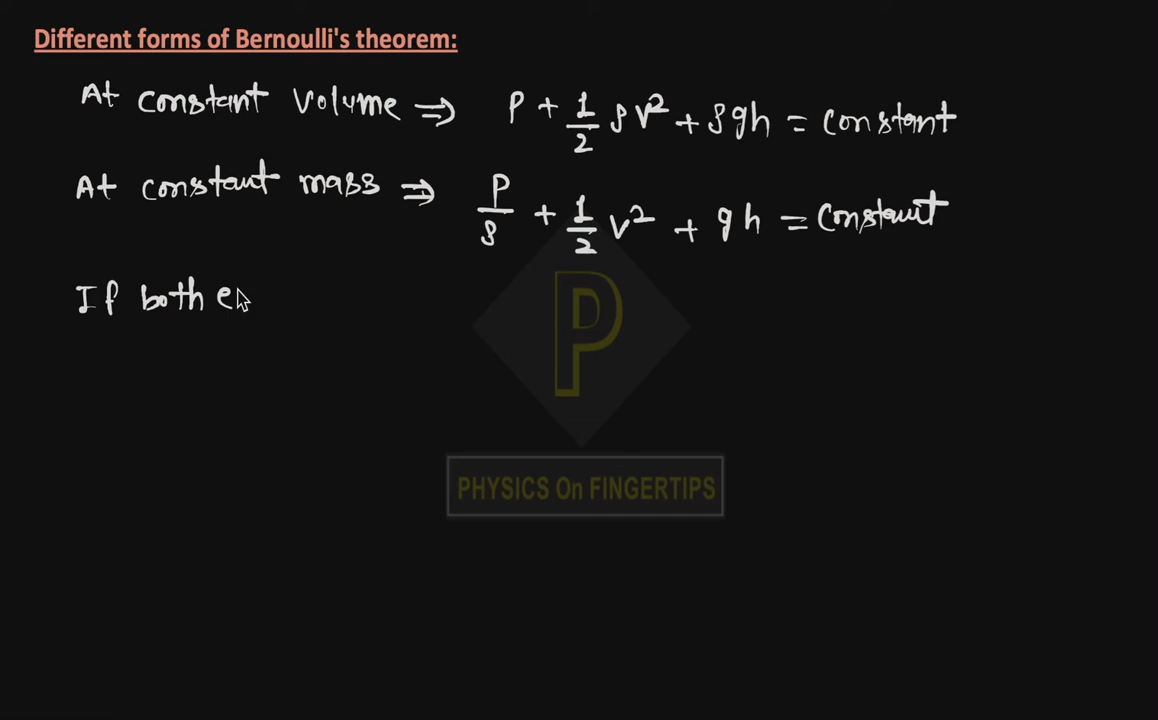 Different forms of Bernoulli's theorem:
At constant volume ⇒ P + 1/2 ρv² + ρgh = constant
At constant mass ⇒ P/ρ + 1/2 v² + gh = constant
If both e
P
PHYSICS On FINGERTIPS